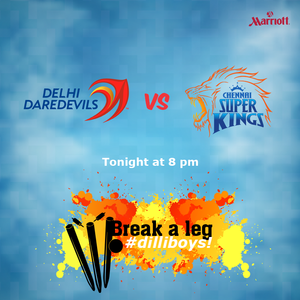 Marriott
DELHI
DAREDEVILS
VS
CHENNAI
SUPER
KINGS
Tonight at 8 pm
Break a leg
#dilliboys!